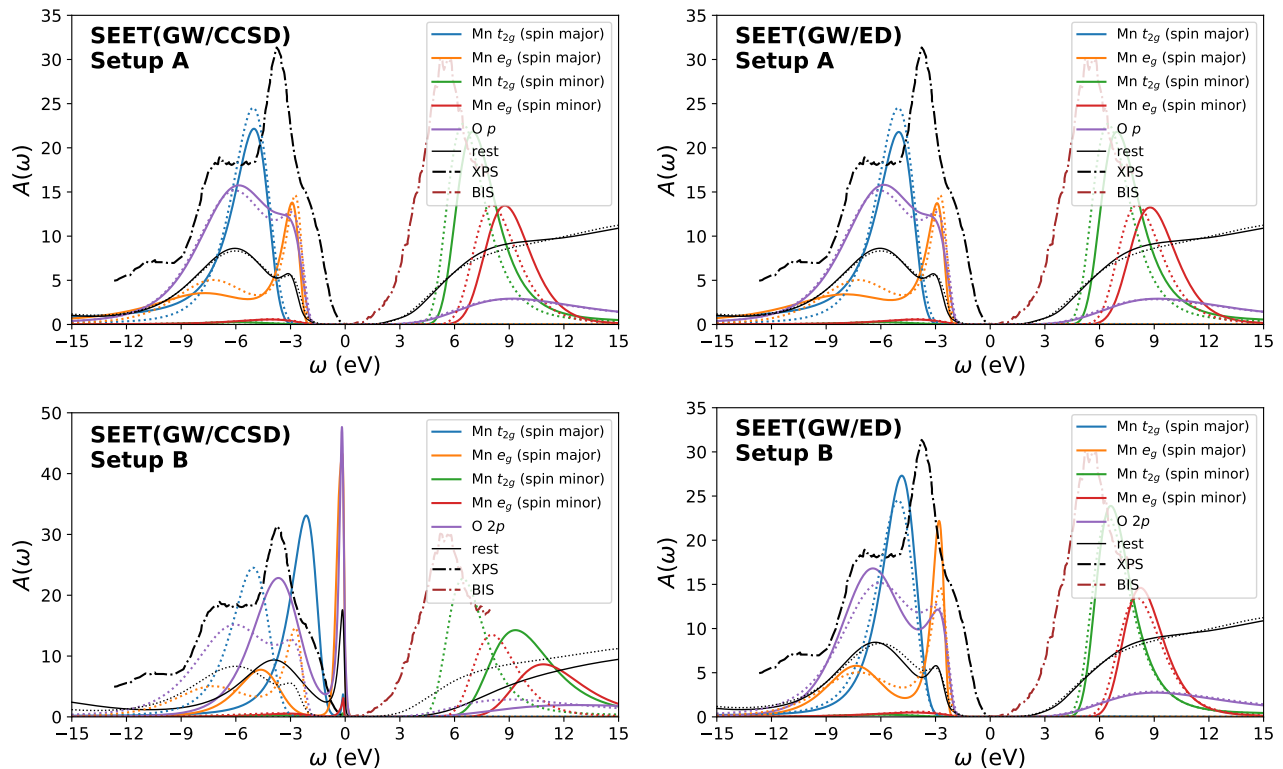 SEET(GW/CCSD)
Setup A
Mn t2g (spin major)
Mn eg (spin major)
Mn t2g (spin minor)
Mn eg (spin minor)
O p
rest
XPS
BIS
35
30
25
20
15
10
5
0
A(ω)
−15 −12 −9 −6 −3 0 3 6 9 12 15
ω (eV)
SEET(GW/ED)
Setup A
Mn t2g (spin major)
Mn eg (spin major)
Mn t2g (spin minor)
Mn eg (spin minor)
O p
rest
XPS
BIS
35
30
25
20
15
10
5
0
A(ω)
−15 −12 −9 −6 −3 0 3 6 9 12 15
ω (eV)
SEET(GW/CCSD)
Setup B
Mn t2g (spin major)
Mn eg (spin major)
Mn t2g (spin minor)
Mn eg (spin minor)
O 2p
rest
XPS
BIS
50
40
30
20
10
0
A(ω)
−15 −12 −9 −6 −3 0 3 6 9 12 15
ω (eV)
SEET(GW/ED)
Setup B
Mn t2g (spin major)
Mn eg (spin major)
Mn t2g (spin minor)
Mn eg (spin minor)
O 2p
rest
XPS
BIS
35
30
25
20
15
10
5
0
A(ω)
−15 −12 −9 −6 −3 0 3 6 9 12 15
ω (eV)